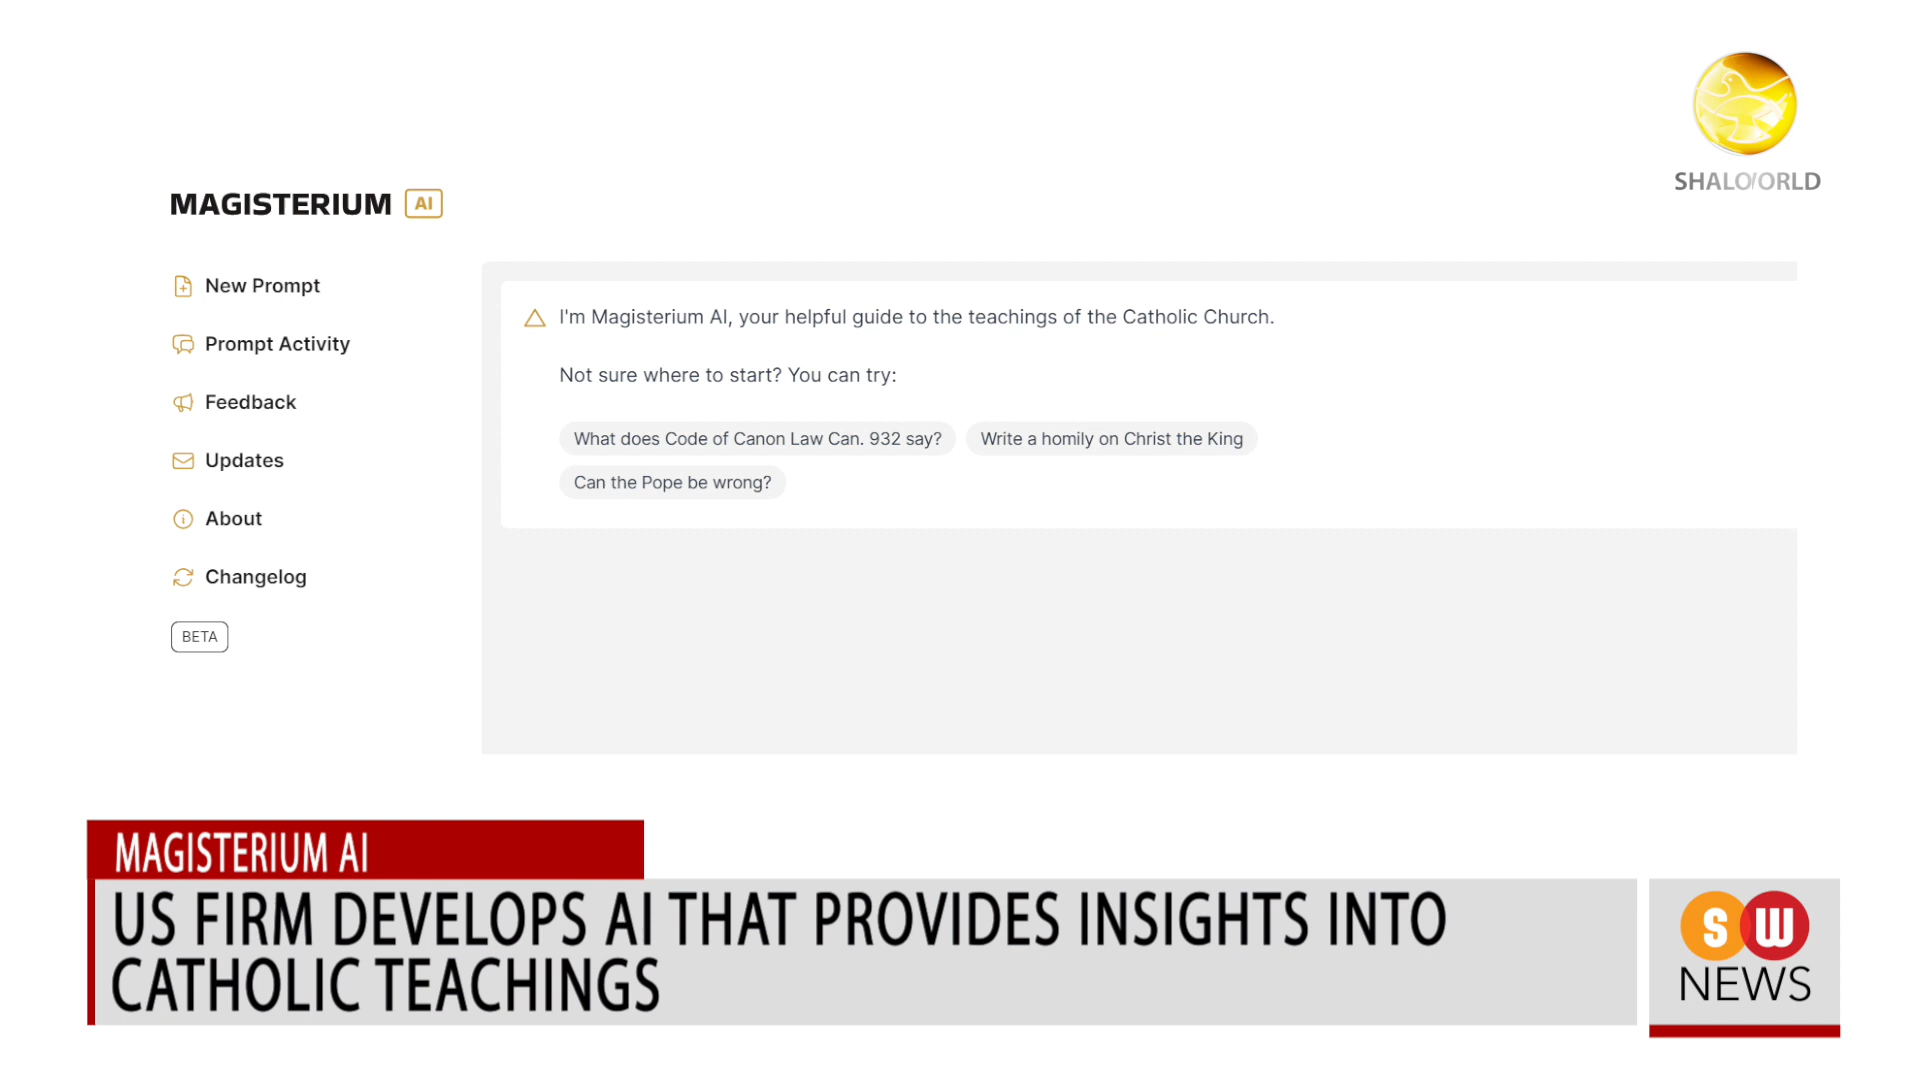 SHALO WORLD
MAGISTERIUM AI
New Prompt
Prompt Activity
Feedback
Updates
About
Changelog
BETA
I'm Magisterium AI, your helpful guide to the teachings of the Catholic Church.
Not sure where to start? You can try:
What does Code of Canon Law Can. 932 say? Write a homily on Christ the King
Can the Pope be wrong?
MAGISTERIUM AI
US FIRM DEVELOPS AI THAT PROVIDES INSIGHTS INTO
CATHOLIC TEACHINGS
SW
NEWS